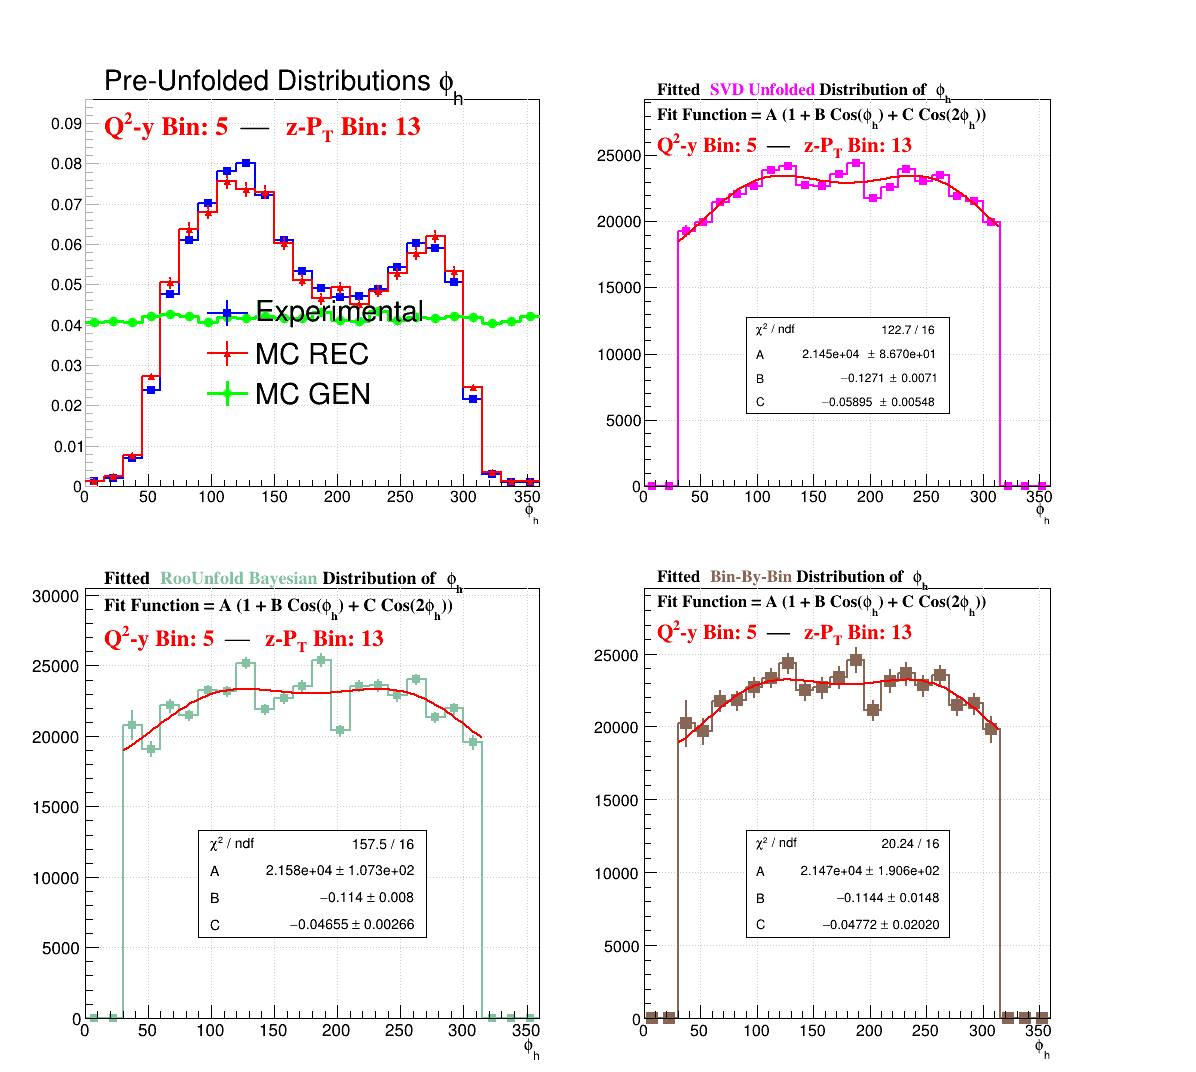 Pre-Unfolded Distributions ϕh
Q²-y Bin: 5 — z-PT Bin: 13
0.09
0.08
0.07
0.06
0.05
0.04
0.03
0.02
0.01
0
Experimental
MC REC
MC GEN
0 50 100 150 200 250 300 350
ϕh
Fitted SVD Unfolded Distribution of ϕh
Fit Function = A (1 + B Cos(ϕh) + C Cos(2ϕh))
Q²-y Bin: 5 — z-PT Bin: 13
25000
20000
15000
10000
5000
0
χ² / ndf 122.7 / 16
A 2.145e+04 ± 8.670e+01
B −0.1271 ± 0.0071
C −0.05895 ± 0.00548
0 50 100 150 200 250 300 350
ϕh
Fitted RooUnfold Bayesian Distribution of ϕh
Fit Function = A (1 + B Cos(ϕh) + C Cos(2ϕh))
Q²-y Bin: 5 — z-PT Bin: 13
30000
25000
20000
15000
10000
5000
0
χ² / ndf 157.5 / 16
A 2.158e+04 ± 1.073e+02
B −0.114 ± 0.008
C −0.04655 ± 0.00266
0 50 100 150 200 250 300 350
ϕh
Fitted Bin-By-Bin Distribution of ϕh
Fit Function = A (1 + B Cos(ϕh) + C Cos(2ϕh))
Q²-y Bin: 5 — z-PT Bin: 13
25000
20000
15000
10000
5000
0
χ² / ndf 20.24 / 16
A 2.147e+04 ± 1.906e+02
B −0.1144 ± 0.0148
C −0.04772 ± 0.02020
0 50 100 150 200 250 300 350
ϕh